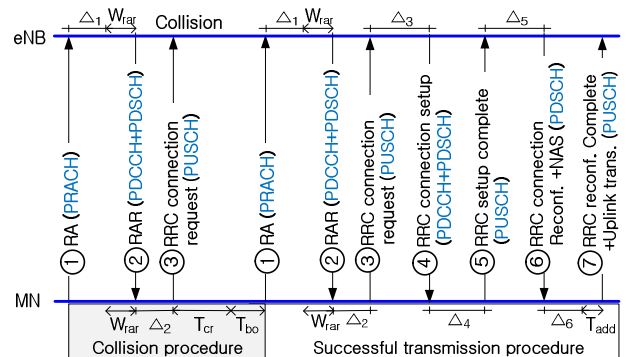 △1 Wrar Collision △1 Wrar △3 △5
eNB
① RA (PRACH)
② RAR (PDCCH+PDSCH)
③ RRC connection
request (PUSCH)
① RA (PRACH)
② RAR (PDCCH+PDSCH)
③ RRC connection
request (PUSCH)
④ RRC connection setup
(PDCCH+PDSCH)
⑤ RRC setup complete
(PUSCH)
⑥ RRC connection
Reconf. +NAS (PDSCH)
⑦ RRC reconf. Complete
+Uplink trans. (PUSCH)
MN
Wrar △2 Tcr Tbo Wrar △2 △4 △6 Tadd
Collision procedure Successful transmission procedure